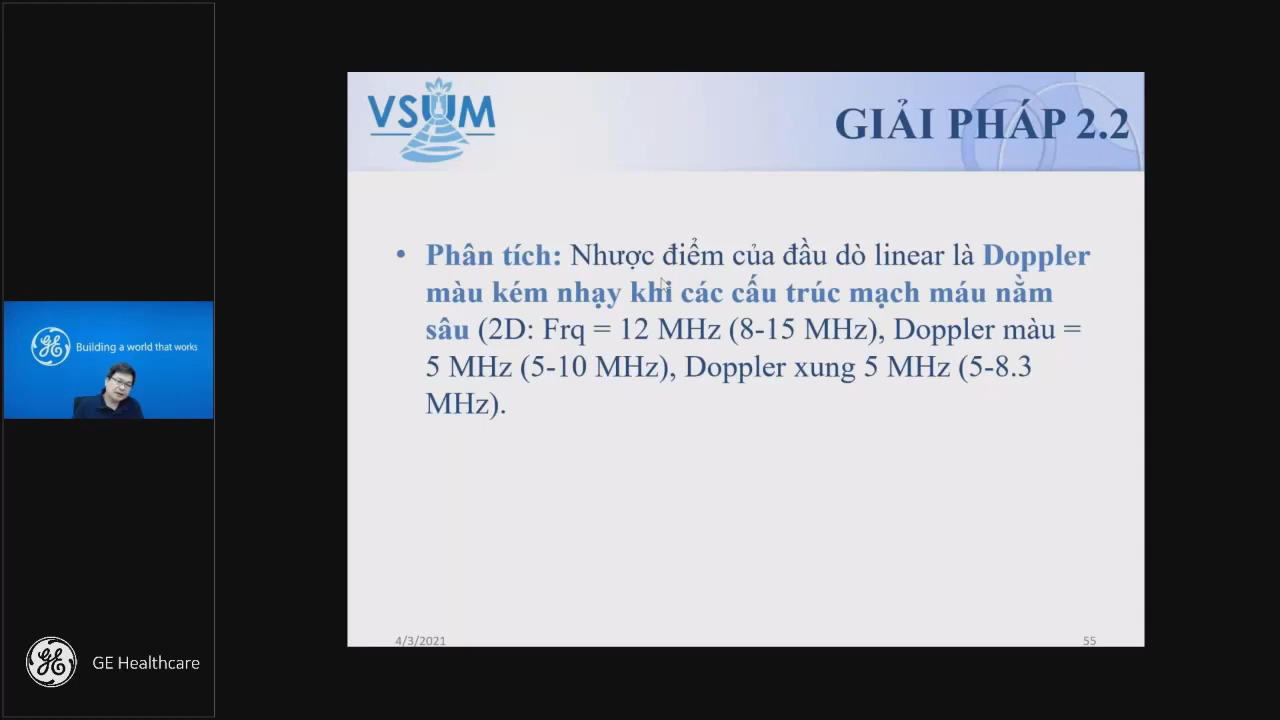 VSUM
GIẢI PHÁP 2.2
• Phân tích: Nhược điểm của đầu dò linear là Doppler
màu kém nhạy khi các cấu trúc mạch máu nằm
sâu (2D: Frq = 12 MHz (8-15 MHz), Doppler màu =
5 MHz (5-10 MHz), Doppler xung 5 MHz (5-8.3
MHz).
4/3/2021
55
GE Building a world that works
GE GE Healthcare